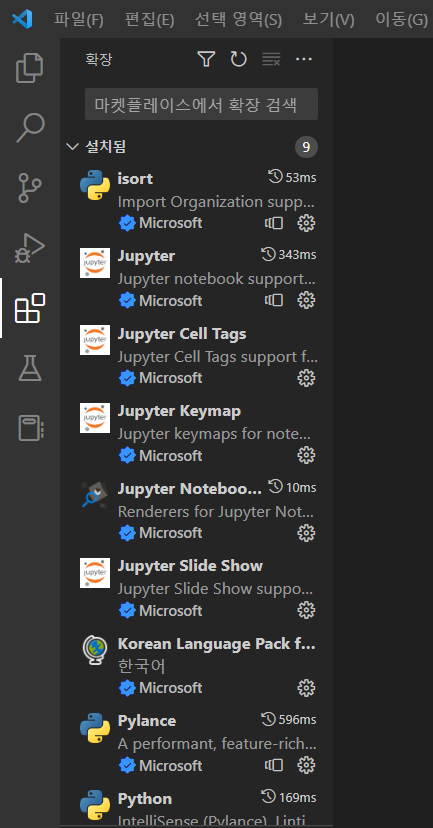 파일(F) 편집(E) 선택 영역(S) 보기(V) 이동(G)
확장
마켓플레이스에서 확장 검색
설치됨 9
isort 53ms
Import Organization supp...
Microsoft
Jupyter 343ms
Jupyter notebook support...
Microsoft
Jupyter Cell Tags
Jupyter Cell Tags support f...
Microsoft
Jupyter Keymap
Jupyter keymaps for note...
Microsoft
Jupyter Noteboo... 10ms
Renderers for Jupyter Not...
Microsoft
Jupyter Slide Show
Jupyter Slide Show suppo...
Microsoft
Korean Language Pack f...
한국어
Microsoft
Pylance 596ms
A performant, feature-rich...
Microsoft
Python 169ms
IntelliSense (Pylance), Linti...